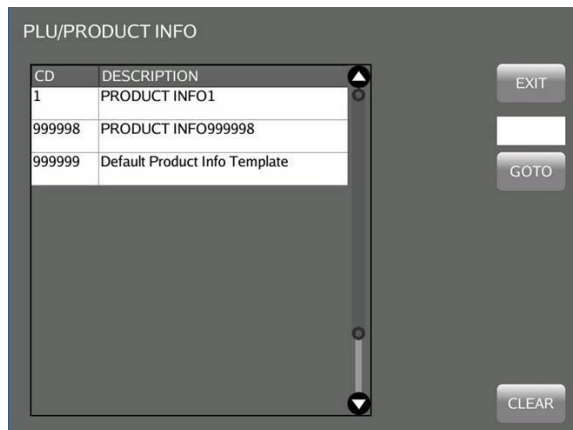 PLU/PRODUCT INFO
CD DESCRIPTION
1 PRODUCT INFO1
999998 PRODUCT INFO999998
999999 Default Product Info Template
EXIT
GOTO
CLEAR